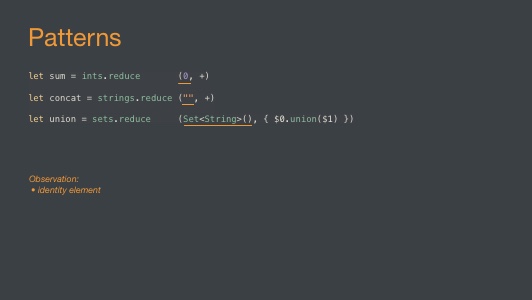 Patterns
let sum = ints.reduce (0, +)
let concat = strings.reduce ("", +)
let union = sets.reduce (Set<String>(), { $0.union($1) })
Observation:
• identity element